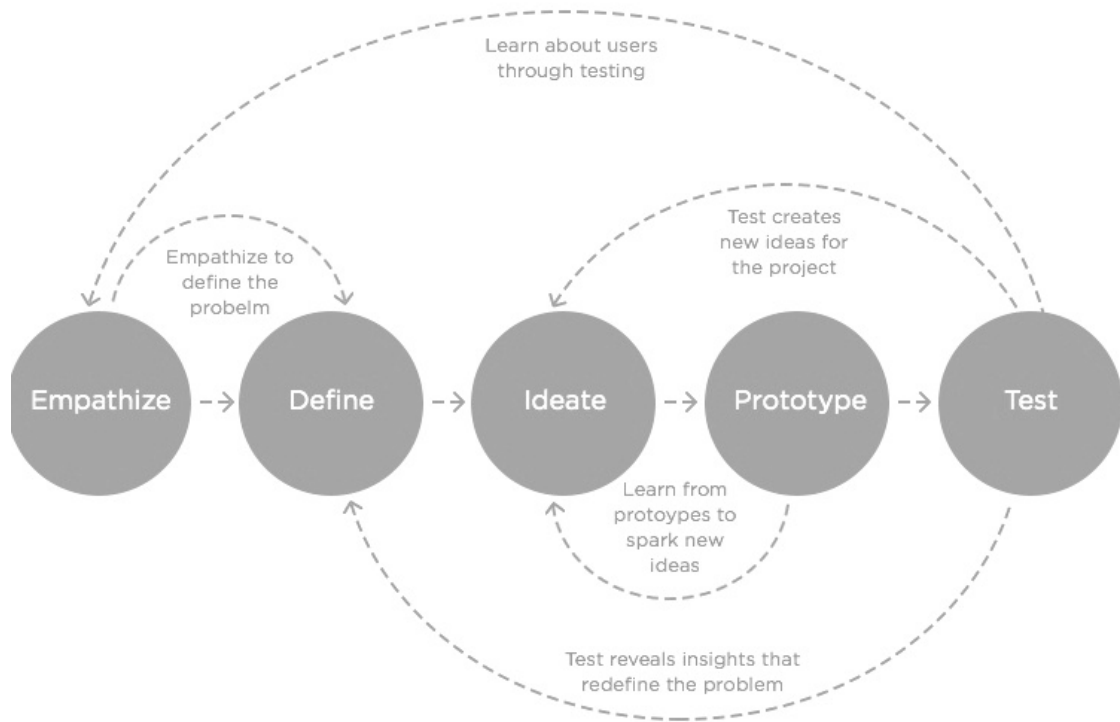 Learn about users
through testing
Test creates
new ideas for
the project
Empathize to
define the
probelm
Empathize
Define
Ideate
Prototype
Test
Learn from
protoypes to
spark new
ideas
Test reveals insights that
redefine the problem